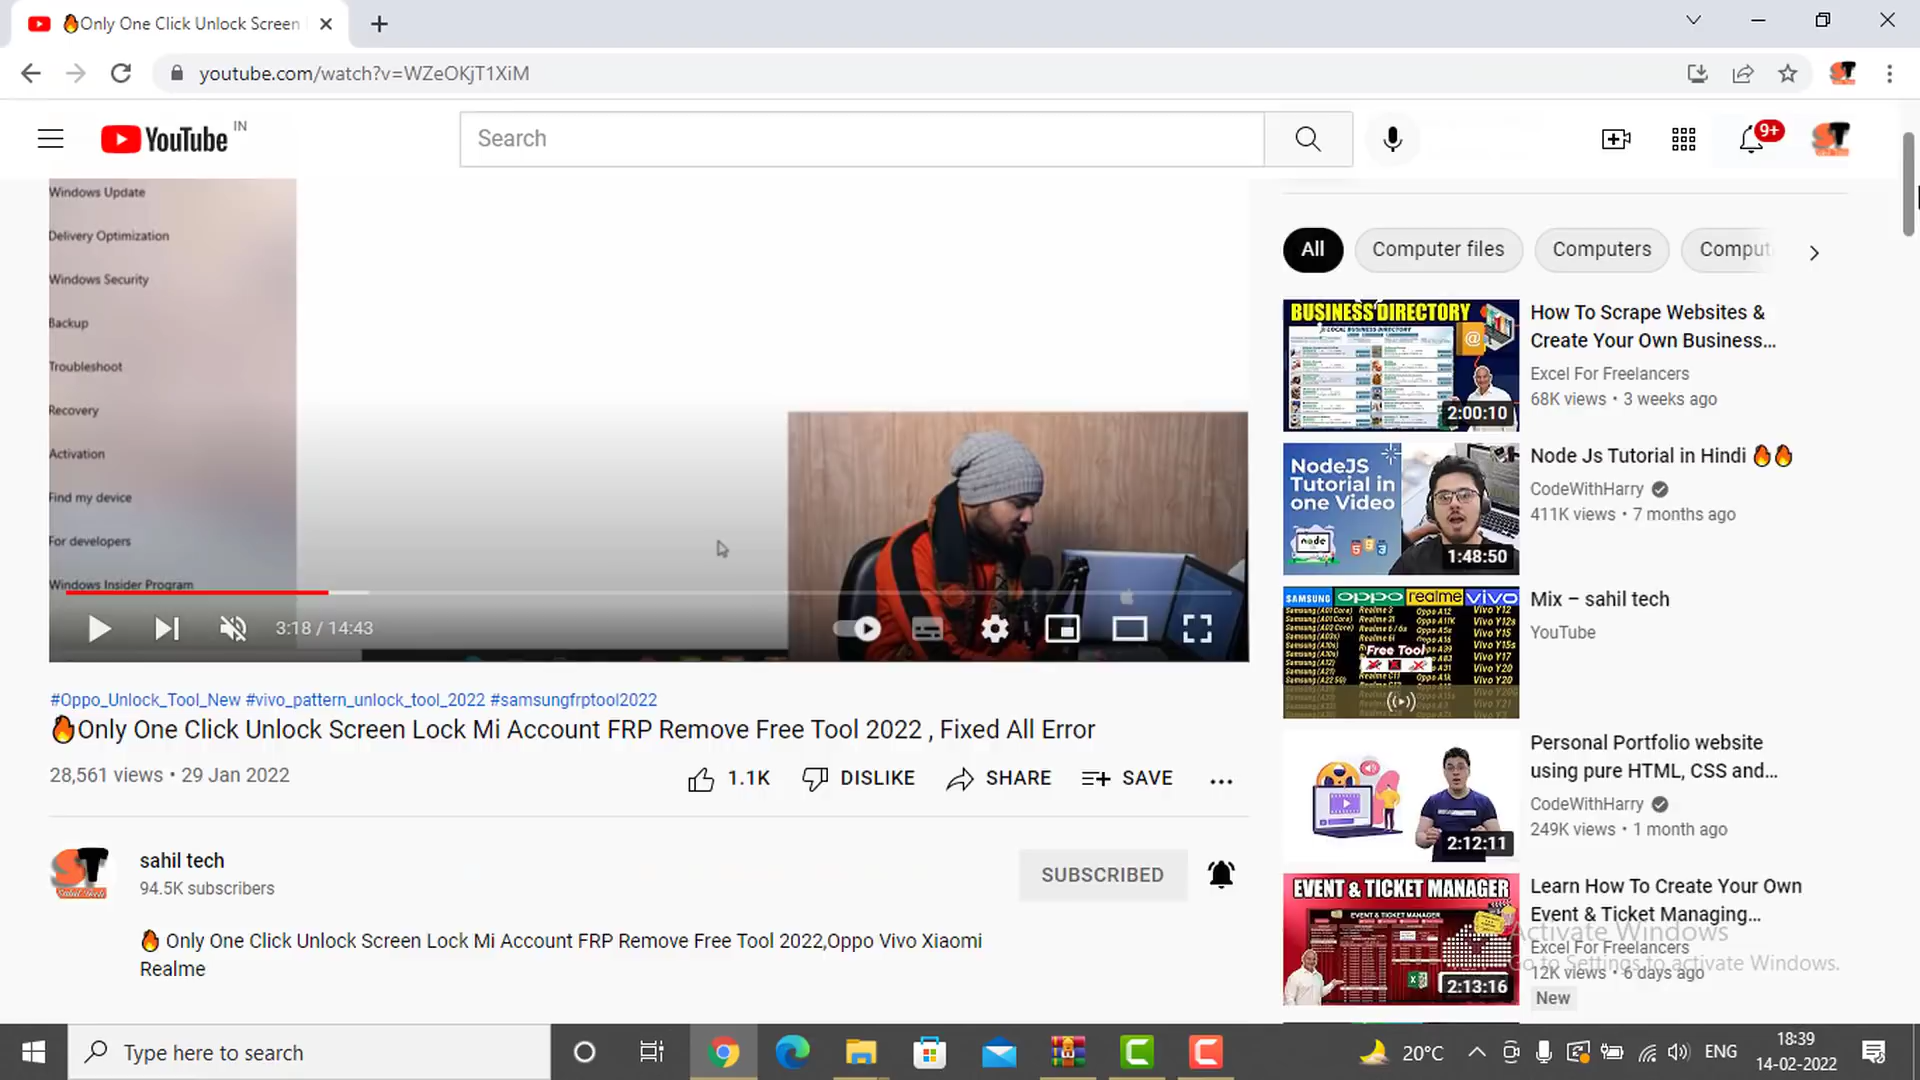 🔥Only One Click Unlock Screen
youtube.com/watch?v=WZeOKjT1XiM
YouTube IN
Search
9+
Windows Update
Delivery Optimization
Windows Security
Backup
Troubleshoot
Recovery
Activation
Find my device
For developers
Windows Insider Program
3:18 / 14:43
#Oppo_Unlock_Tool_New #vivo_pattern_unlock_tool_2022 #samsungfrptool2022
🔥Only One Click Unlock Screen Lock Mi Account FRP Remove Free Tool 2022 , Fixed All Error
28,561 views • 29 Jan 2022
1.1K DISLIKE SHARE SAVE
ST
sahil tech
94.5K subscribers
SUBSCRIBED
🔥 Only One Click Unlock Screen Lock Mi Account FRP Remove Free Tool 2022,Oppo Vivo Xiaomi
Realme
All Computer files Computers Comput
BUSINESS DIRECTORY
LOCAL BUSINESS DIRECTORY
2:00:10
How To Scrape Websites &
Create Your Own Business...
Excel For Freelancers
68K views • 3 weeks ago
NodeJS
Tutorial in
one Video
node
1:48:50
Node Js Tutorial in Hindi 🔥🔥
CodeWithHarry
411K views • 7 months ago
SAMSUNG oppo realme vivo
Free Tool
Mix – sahil tech
YouTube
2:12:11
Personal Portfolio website
using pure HTML, CSS and...
CodeWithHarry
249K views • 1 month ago
EVENT & TICKET MANAGER
EVENT & TICKET MANAGER
2:13:16
Learn How To Create Your Own
Event & Ticket Managing...
Excel For Freelancers
12K views • 6 days ago
New
Activate Windows
Go to Settings to activate Windows.
Type here to search
20°C
ENG
18:39
14-02-2022